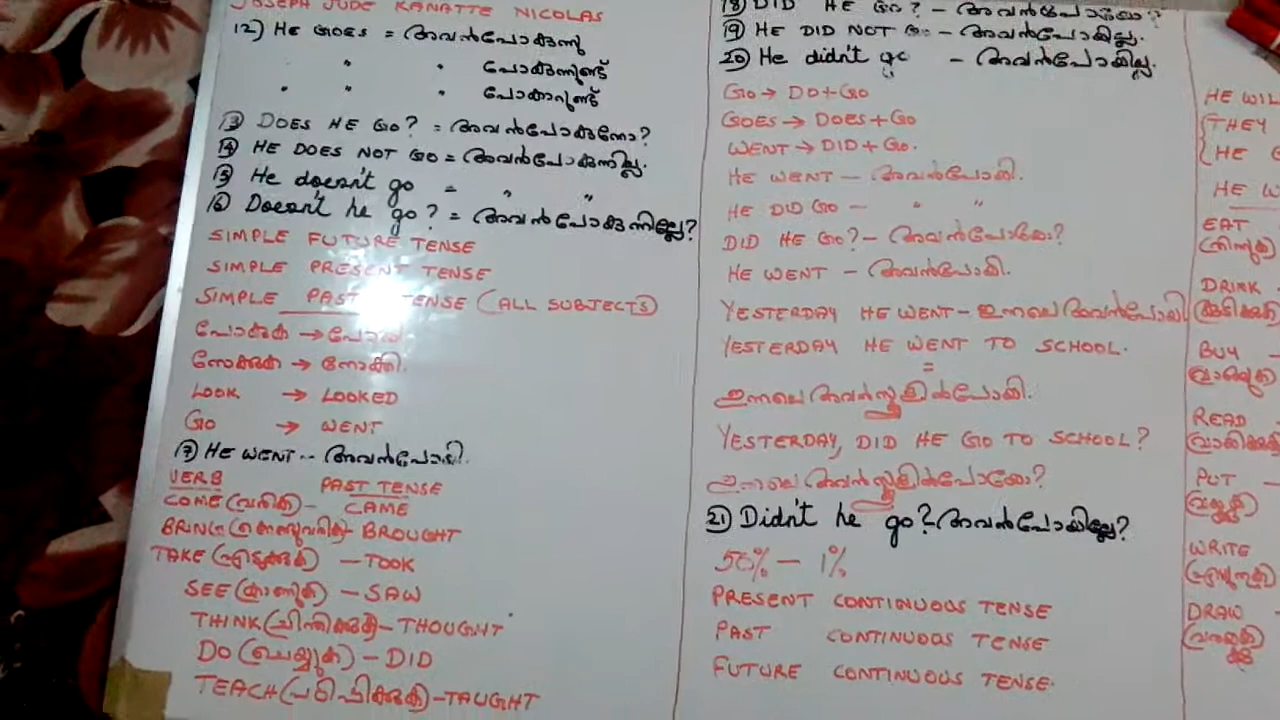 JOSEPH JUDE KANATTE NICOLAS
12) HE GOES = അവൻപോകുന്നു
" " " പോകുന്നുണ്ട്
" " " പോകാറുണ്ട്
13) DOES HE GO? = അവൻപോകുന്നോ?
14) HE DOES NOT GO = അവൻപോകുന്നില്ല.
15) He doesn't go = " "
16) Doesn't he go? = അവൻപോകുന്നില്ലേ?
SIMPLE FUTURE TENSE
SIMPLE PRESENT TENSE
SIMPLE PAST TENSE (ALL SUBJECTS)
പോകുക → പോയി
നോക്കുക → നോക്കി.
LOOK → LOOKED
GO → WENT
17) HE WENT -- അവൻപോയി.
VERB PAST TENSE
COME (വരിക) - CAME
BRING (കൊണ്ടുവരിക) - BROUGHT
TAKE (എടുക്കുക) - TOOK
SEE (കാണുക) - SAW
THINK (ചിന്തിക്കുക) - THOUGHT
DO (ചെയ്യുക) - DID
TEACH (പഠിപ്പിക്കുക) - TAUGHT
18) DID HE GO? - അവൻപോയോ?
19) HE DID NOT GO - അവൻപോയില്ല.
20) He didn't go - അവൻപോയില്ല.
GO → DO+GO
GOES → DOES+GO
WENT → DID+GO.
HE WENT - അവൻപോയി.
HE DID GO - " "
DID HE GO? - അവൻപോയോ?
HE WENT - അവൻപോയി.
YESTERDAY HE WENT - ഇന്നലെഅവൻപോയി
YESTERDAY HE WENT TO SCHOOL.
=
ഇന്നലെഅവൻസ്കൂളിൽപോയി.
YESTERDAY, DID HE GO TO SCHOOL?
ഇന്നലെഅവൻസ്കൂളിൽപോയോ?
21) Didn't he go? അവൻപോയില്ലേ?
50% - 1%
PRESENT CONTINUOUS TENSE
PAST CONTINUOUS TENSE
FUTURE CONTINUOUS TENSE.
HE WIL
THEY
HE G
HE W
EAT
(തിന്നുക)
DRINK -
(കുടിക്കുക)
BUY -
(വാങ്ങുക)
READ
(വായിക്കുക
PUT -
(വയ്ക്കുക)
WRITE
(എഴുതുക)
DRAW -
(വരയ്ക്കുക)